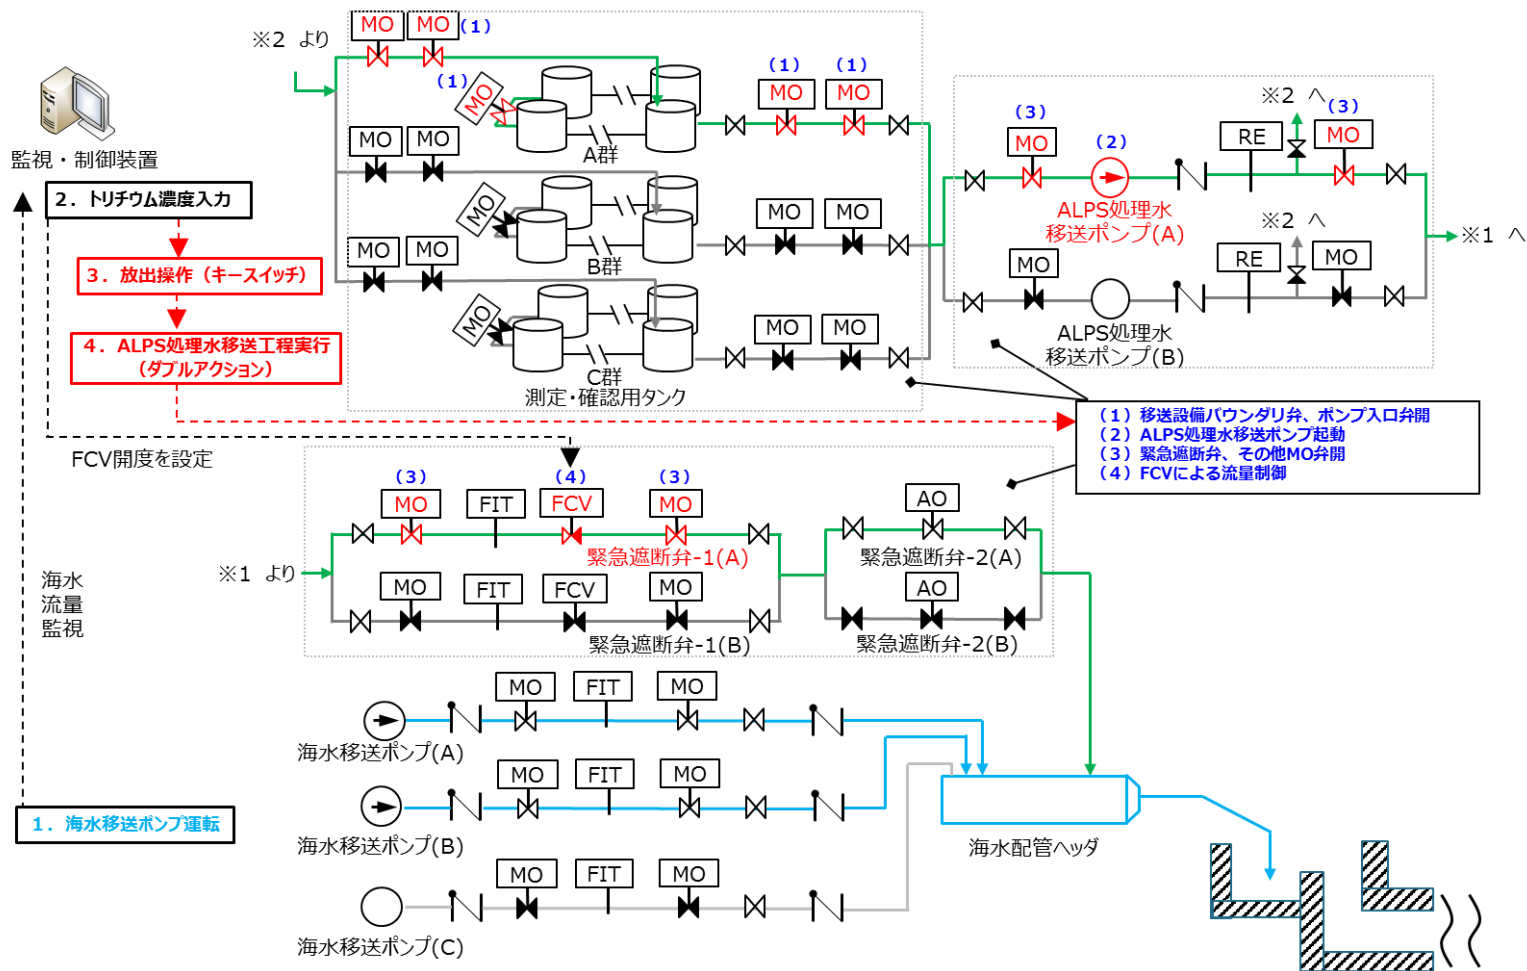 MO
MO
(1)
※2 より
(1)
MO
(1)
(1)
MO
MO
A群
監視・制御装置
2. トリチウム濃度入力
3. 放出操作（キースイッチ）
4. ALPS処理水移送工程実行
（ダブルアクション）
MO
MO
MO
MO
MO
B群
MO
MO
MO
MO
MO
C群
測定・確認用タンク
※2 へ
(3)
(3)
MO
(2)
RE
MO
ALPS処理水
移送ポンプ(A)
※2 へ
※1 へ
MO
RE
MO
ALPS処理水
移送ポンプ(B)
（1）移送設備バウンダリ弁、ポンプ入口弁開
（2）ALPS処理水移送ポンプ起動
（3）緊急遮断弁、その他MO弁開
（4）FCVによる流量制御
FCV開度を設定
(3)
(4)
(3)
MO
FIT
FCV
MO
AO
緊急遮断弁-1(A)
緊急遮断弁-2(A)
※1 より
MO
FIT
FCV
MO
AO
緊急遮断弁-1(B)
緊急遮断弁-2(B)
海水
流量
監視
MO
FIT
MO
海水移送ポンプ(A)
MO
FIT
MO
海水移送ポンプ(B)
1. 海水移送ポンプ運転
海水配管ヘッダ
MO
FIT
MO
海水移送ポンプ(C)